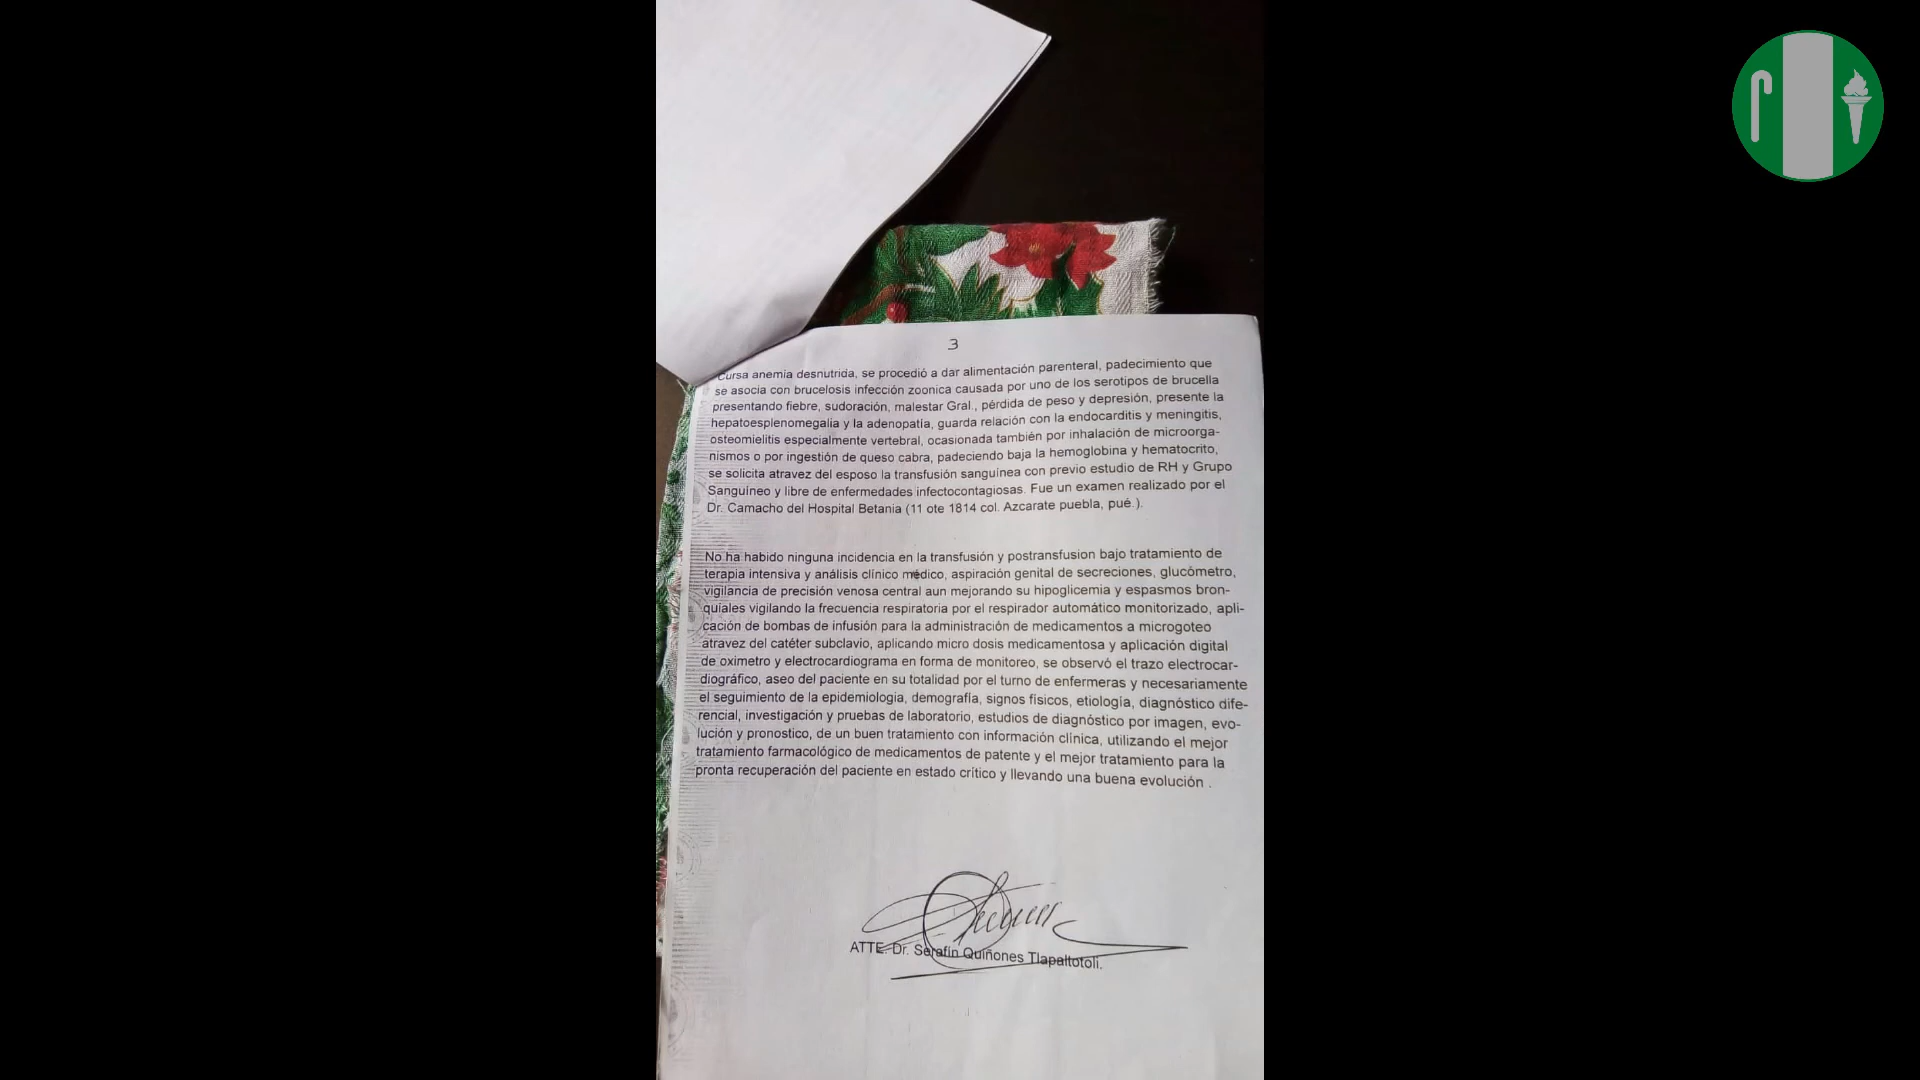 3
Cursa anemia desnutrida, se procedió a dar alimentación parenteral, padecimiento que
se asocia con brucelosis infección zoonica causada por uno de los serotipos de brucella
presentando fiebre, sudoración, malestar Gral., pérdida de peso y depresión, presente la
hepatoesplenomegalia y la adenopatía, guarda relación con la endocarditis y meningitis,
osteomielitis especialmente vertebral, ocasionada también por inhalación de microorga-
nismos o por ingestión de queso cabra, padeciendo baja la hemoglobina y hematocrito,
se solicita atravez del esposo la transfusión sanguínea con previo estudio de RH y Grupo
Sanguíneo y libre de enfermedades infectocontagiosas. Fue un examen realizado por el
Dr. Camacho del Hospital Betania (11 ote 1814 col. Azcarate puebla, pué.).
No ha habido ninguna incidencia en la transfusión y postransfusion bajo tratamiento de
terapia intensiva y análisis clínico médico, aspiración genital de secreciones, glucómetro,
vigilancia de precisión venosa central aun mejorando su hipoglicemia y espasmos bron-
quiales vigilando la frecuencia respiratoria por el respirador automático monitorizado, apli-
cación de bombas de infusión para la administración de medicamentos a microgoteo
atravez del catéter subclavio, aplicando micro dosis medicamentosa y aplicación digital
de oximetro y electrocardiograma en forma de monitoreo, se observó el trazo electrocar-
diográfico, aseo del paciente en su totalidad por el turno de enfermeras y necesariamente
el seguimiento de la epidemiologia, demografía, signos físicos, etiología, diagnóstico dife-
rencial, investigación y pruebas de laboratorio, estudios de diagnóstico por imagen, evo-
lución y pronostico, de un buen tratamiento con información clínica, utilizando el mejor
tratamiento farmacológico de medicamentos de patente y el mejor tratamiento para la
pronta recuperación del paciente en estado crítico y llevando una buena evolución .
ATTE. Dr. Serafín Quiñones Tlapaltotoli.